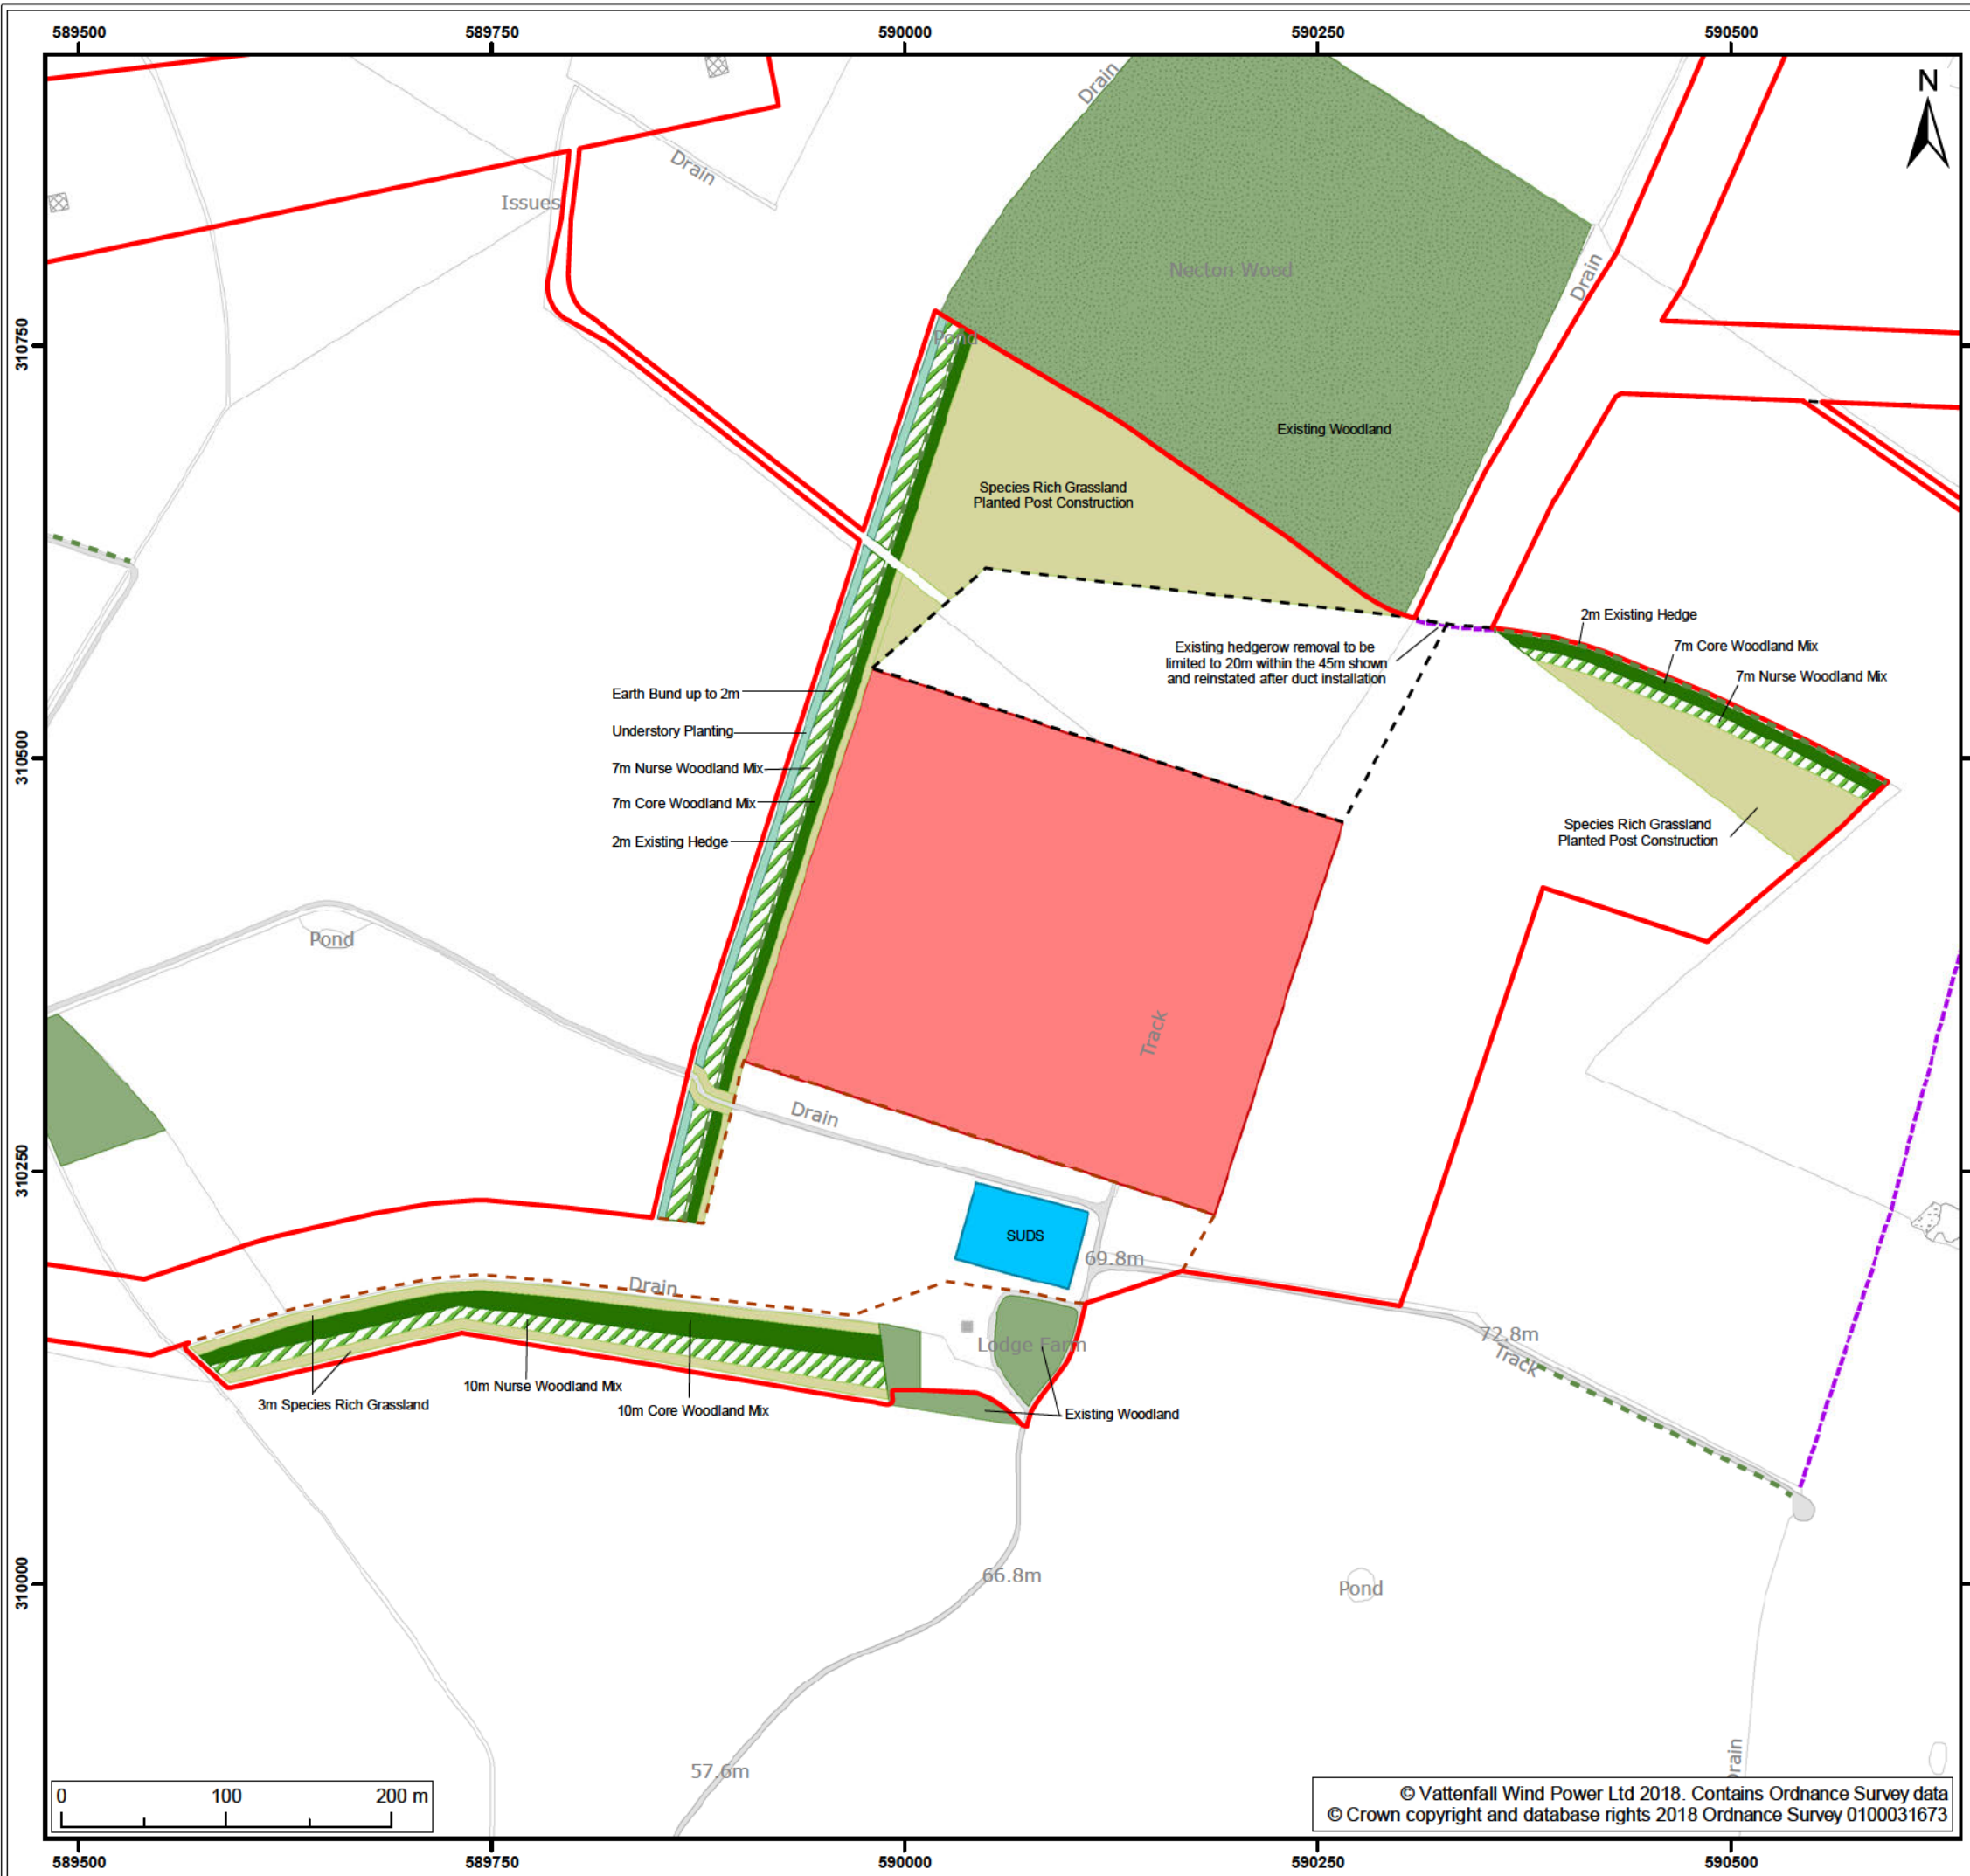 589500
589750
590000
590250
590500
N
Drain
Drain
Issues
Necton Wood
Drain
310750
Pond
Existing Woodland
Species Rich Grassland
Planted Post Construction
2m Existing Hedge
Existing hedgerow removal to be
limited to 20m within the 45m shown
and reinstated after duct installation
7m Core Woodland Mix
7m Nurse Woodland Mix
Earth Bund up to 2m
Understory Planting
310500
7m Nurse Woodland Mix
7m Core Woodland Mix
2m Existing Hedge
Species Rich Grassland
Planted Post Construction
Pond
Track
Drain
310250
SUDS
69.8m
Drain
Lodge Farm
72.8m
Track
3m Species Rich Grassland
10m Nurse Woodland Mix
10m Core Woodland Mix
Existing Woodland
310000
66.8m
Pond
57.6m
Drain
0 100 200 m
© Vattenfall Wind Power Ltd 2018. Contains Ordnance Survey data
© Crown copyright and database rights 2018 Ordnance Survey 0100031673
589500
589750
590000
590250
590500